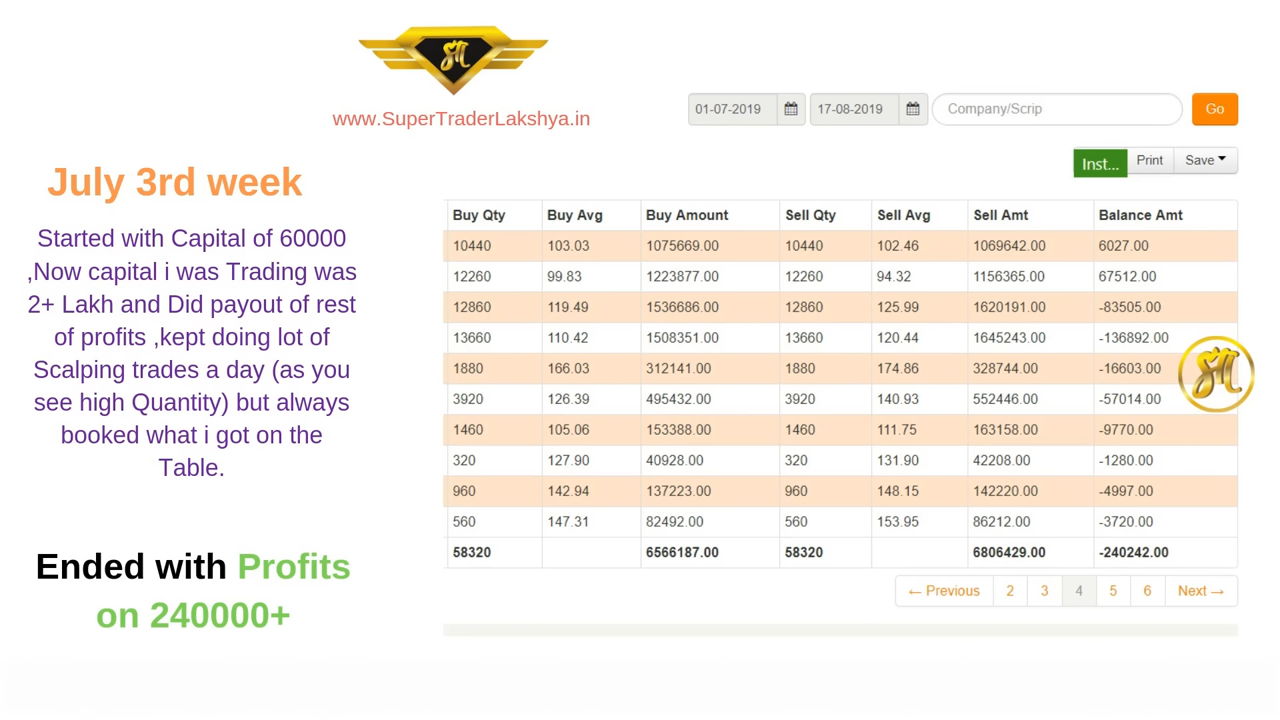 www.SuperTraderLakshya.in
01-07-2019 17-08-2019 Company/Scrip Go
Inst... Print Save
July 3rd week
Started with Capital of 60000
,Now capital i was Trading was
2+ Lakh and Did payout of rest
of profits ,kept doing lot of
Scalping trades a day (as you
see high Quantity) but always
booked what i got on the
Table.
Ended with Profits
on 240000+
Buy Qty Buy Avg Buy Amount Sell Qty Sell Avg Sell Amt Balance Amt
10440 103.03 1075669.00 10440 102.46 1069642.00 6027.00
12260 99.83 1223877.00 12260 94.32 1156365.00 67512.00
12860 119.49 1536686.00 12860 125.99 1620191.00 -83505.00
13660 110.42 1508351.00 13660 120.44 1645243.00 -136892.00
1880 166.03 312141.00 1880 174.86 328744.00 -16603.00
3920 126.39 495432.00 3920 140.93 552446.00 -57014.00
1460 105.06 153388.00 1460 111.75 163158.00 -9770.00
320 127.90 40928.00 320 131.90 42208.00 -1280.00
960 142.94 137223.00 960 148.15 142220.00 -4997.00
560 147.31 82492.00 560 153.95 86212.00 -3720.00
58320 6566187.00 58320 6806429.00 -240242.00
← Previous 2 3 4 5 6 Next →